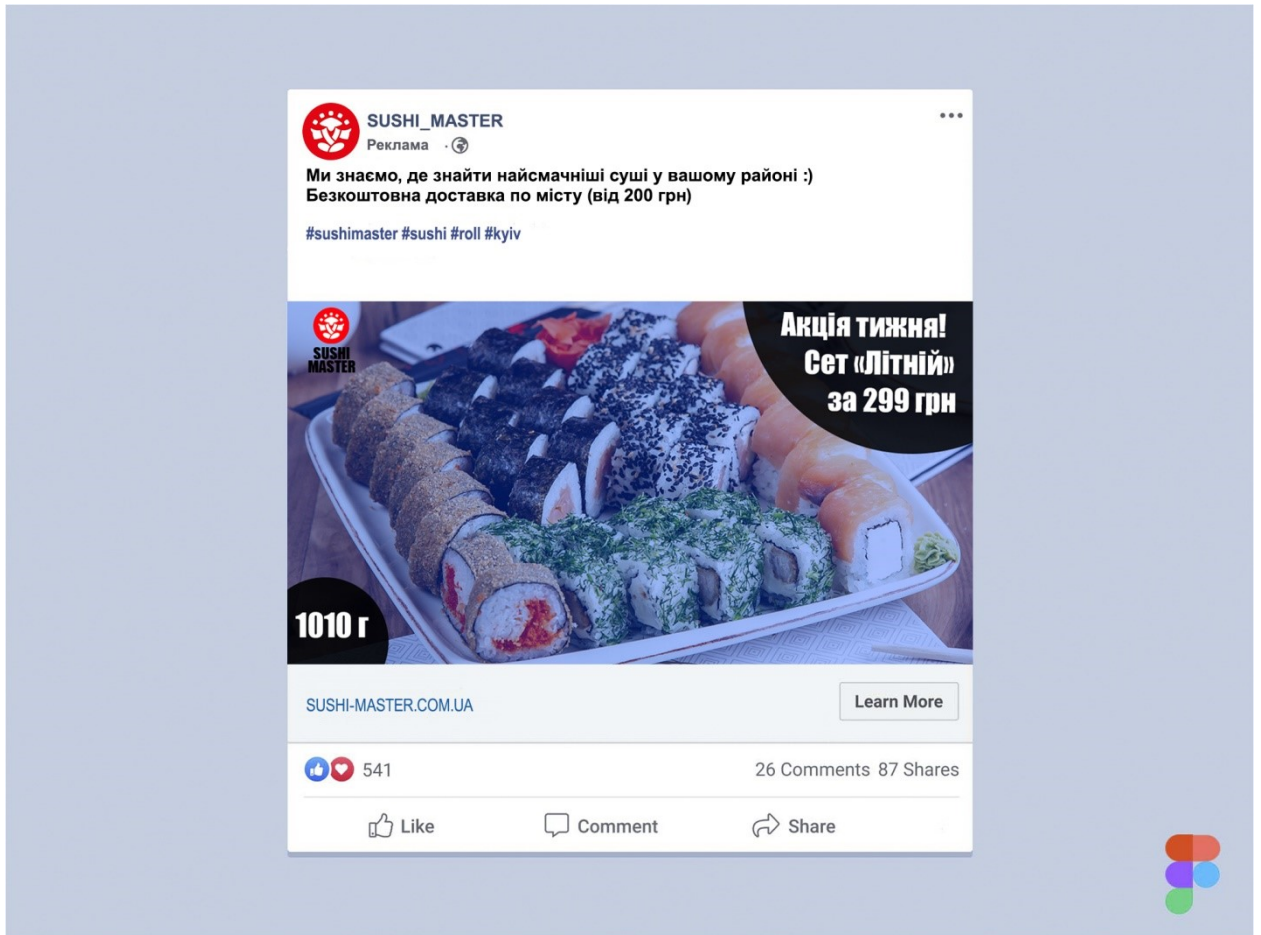 SUSHI_MASTER
Реклама
Ми знаємо, де знайти найсмачніші суші у вашому районі :)
Безкоштовна доставка по місту (від 200 грн)
#sushimaster #sushi #roll #kyiv
SUSHI
MASTER
Акція тижня!
Сет «Літній»
за 299 грн
1010 г
SUSHI-MASTER.COM.UA
Learn More
541
26 Comments 87 Shares
Like
Comment
Share